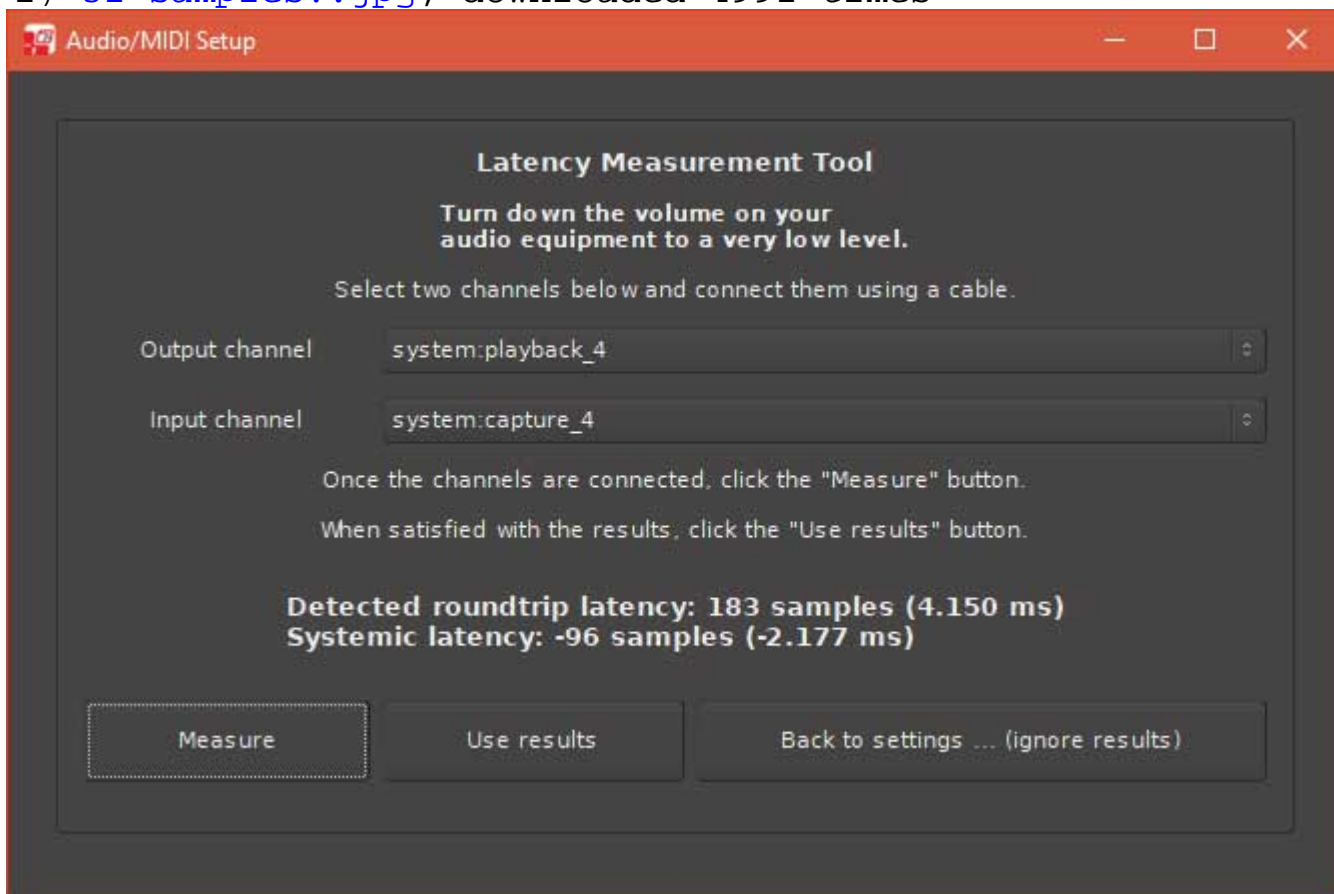 Audio/MIDI Setup
Latency Measurement Tool
Turn down the volume on your
audio equipment to a very low level.
Select two channels below and connect them using a cable.
Output channel system:playback_4
Input channel system:capture_4
Once the channels are connected, click the "Measure" button.
When satisfied with the results, click the "Use results" button.
Detected roundtrip latency: 183 samples (4.150 ms)
Systemic latency: -96 samples (-2.177 ms)
Measure Use results Back to settings ... (ignore results)